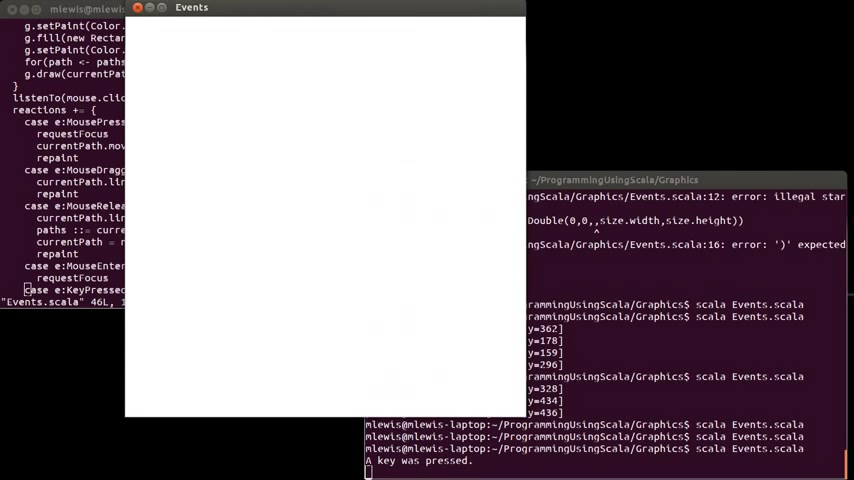 mlewis@mlewis
Events
g.setPaint(Color.
g.fill(new Rectan
g.setPaint(Color.
for(path <- paths
g.draw(currentPat
}
listenTo(mouse.clic
reactions += {
case e:MousePress
requestFocus
currentPath.mov
repaint
case e:MouseDragg
currentPath.lin
repaint
case e:MouseRelea
currentPath.lin
paths ::= curre
currentPath = n
repaint
case e:MouseEnter
requestFocus
case e:KeyPressed
"Events.scala" 46L, 1
~/ProgrammingUsingScala/Graphics
ngScala/Graphics/Events.scala:12: error: illegal star
Double(0,0,,size.width,size.height))
^
ngScala/Graphics/Events.scala:16: error: ')' expected
rammingUsingScala/Graphics$ scala Events.scala
rammingUsingScala/Graphics$ scala Events.scala
y=362]
y=178]
y=159]
y=296]
rammingUsingScala/Graphics$ scala Events.scala
y=328]
y=434]
y=436]
mlewis@mlewis-laptop:~/ProgrammingUsingScala/Graphics$ scala Events.scala
mlewis@mlewis-laptop:~/ProgrammingUsingScala/Graphics$ scala Events.scala
mlewis@mlewis-laptop:~/ProgrammingUsingScala/Graphics$ scala Events.scala
A key was pressed.